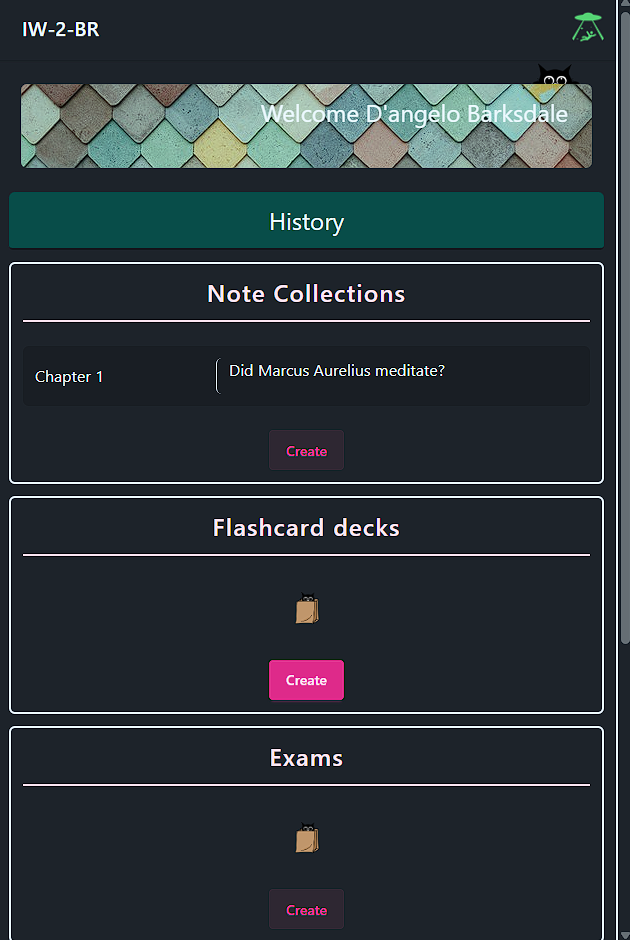 IW-2-BR
Welcome D'angelo Barksdale
History
Note Collections
Chapter 1
Did Marcus Aurelius meditate?
Create
Flashcard decks
Create
Exams
Create